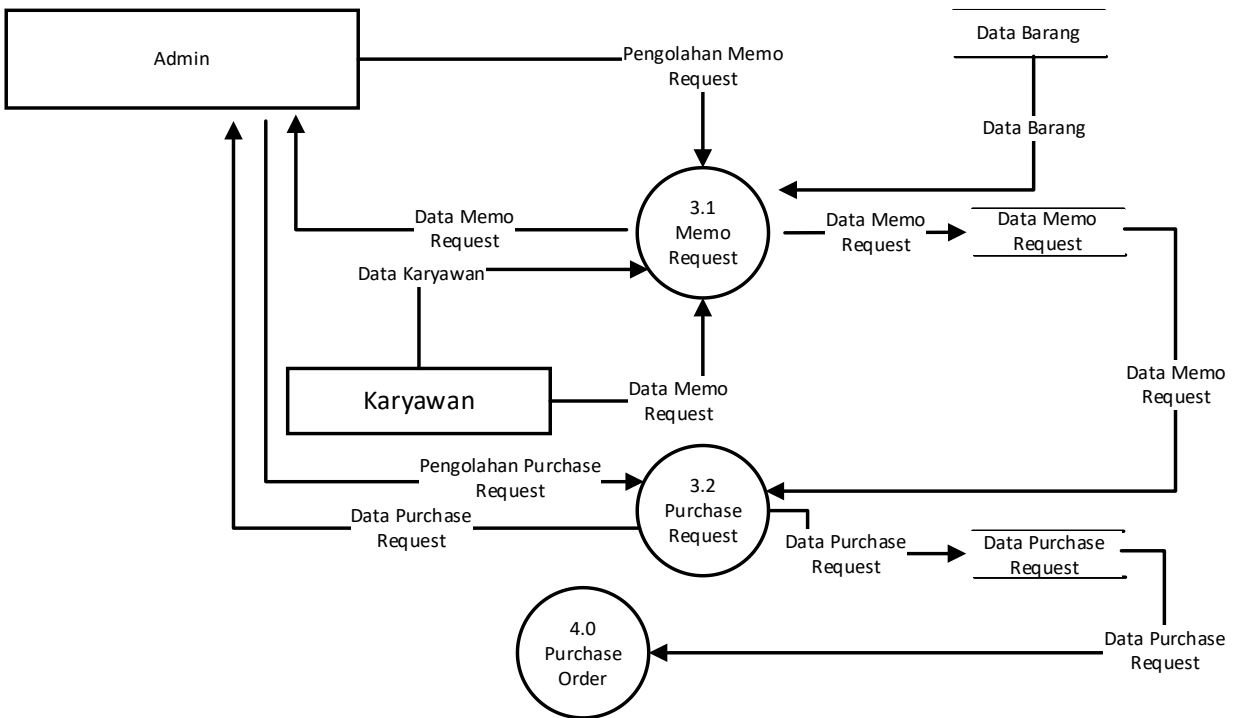 Admin
Pengolahan Memo
Request
Data Barang
Data Barang
3.1
Memo
Request
Data Memo
Request
Data Memo
Request
Data Memo
Request
Data Karyawan
Karyawan
Data Memo
Request
Data Memo
Request
Pengolahan Purchase
Request
3.2
Purchase
Request
Data Purchase
Request
Data Purchase
Request
Data Purchase
Request
4.0
Purchase
Order
Data Purchase
Request